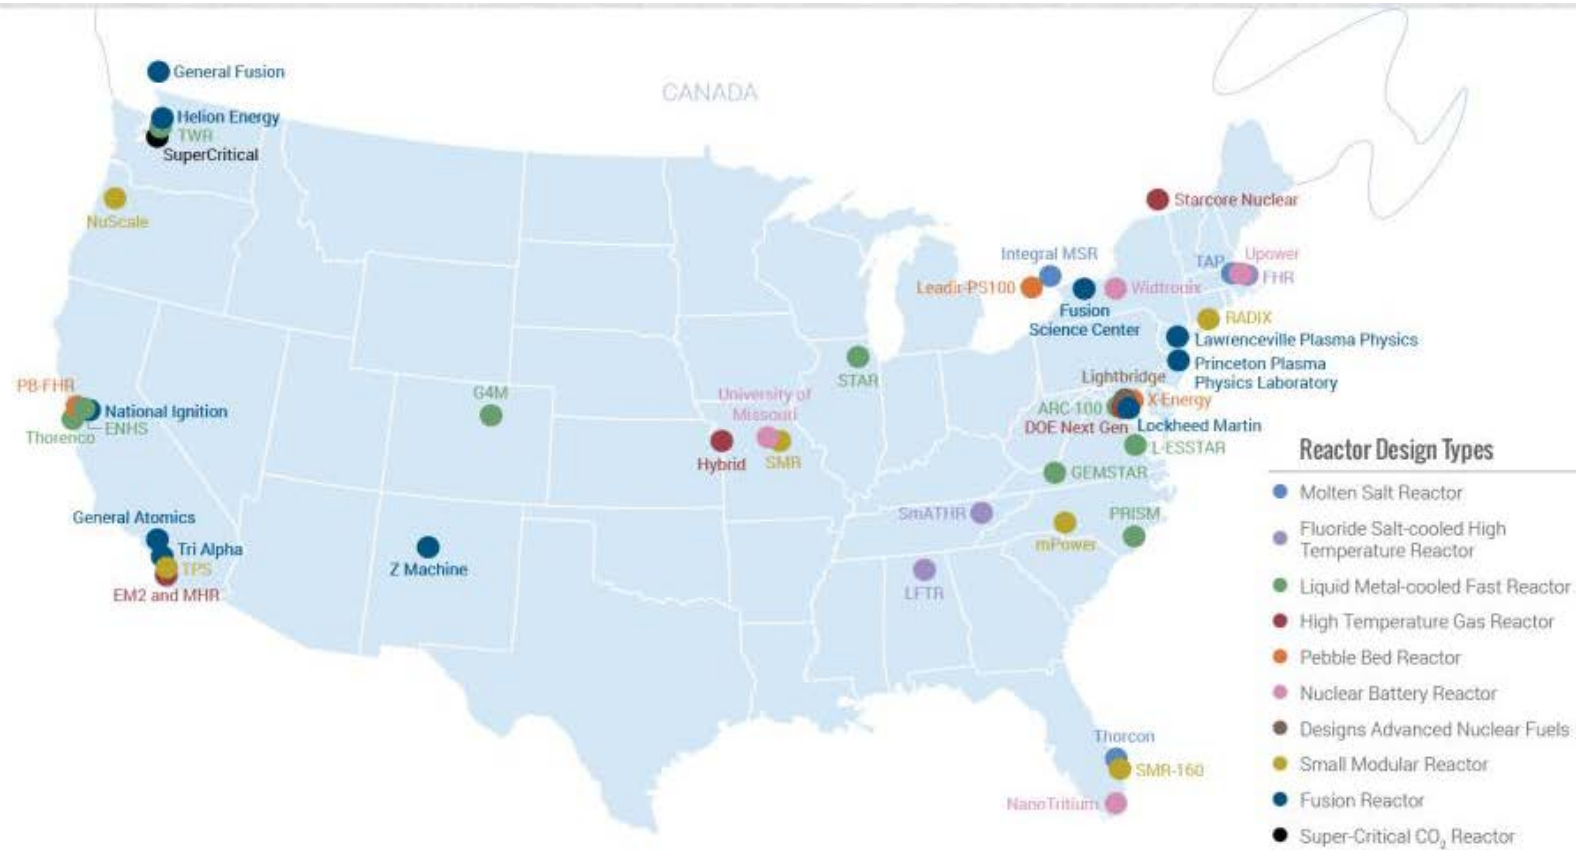 CANADA
General Fusion
Helion Energy
TWR
SuperCritical
NuScale
Starcore Nuclear
Integral MSR
TAP
Upower
FHR
Leadir-PS100
Widtronix
Fusion
Science Center
RADIX
Lawrenceville Plasma Physics
Princeton Plasma
Physics Laboratory
STAR
Lightbridge
PB-FHR
National Ignition
ENHS
Thorenco
G4M
University of
Missouri
Hybrid
SMR
ARC-100
X-Energy
DOE Next Gen
Lockheed Martin
L-ESSTAR
GEMSTAR
SmATHR
mPower
PRISM
General Atomics
Tri Alpha
TPS
EM2 and MHR
Z Machine
LFTR
Thorcon
SMR-160
NanoTritium
Reactor Design Types
Molten Salt Reactor
Fluoride Salt-cooled High
Temperature Reactor
Liquid Metal-cooled Fast Reactor
High Temperature Gas Reactor
Pebble Bed Reactor
Nuclear Battery Reactor
Designs Advanced Nuclear Fuels
Small Modular Reactor
Fusion Reactor
Super-Critical CO₂ Reactor